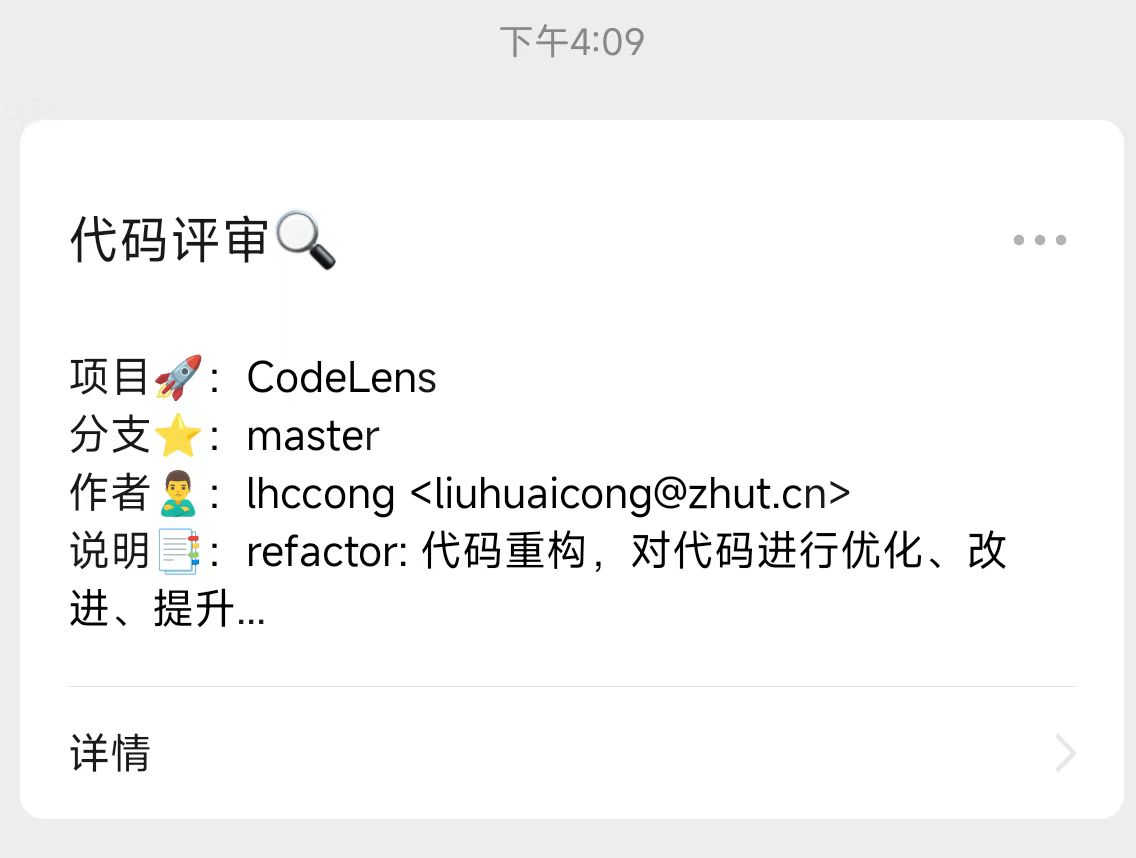 下午4:09
代码评审🔍
项目🚀：CodeLens
分支⭐：master
作者🙎‍♂️：lhccong <liuhuaicong@zhut.cn>
说明📑：refactor: 代码重构，对代码进行优化、改
进、提升...
详情